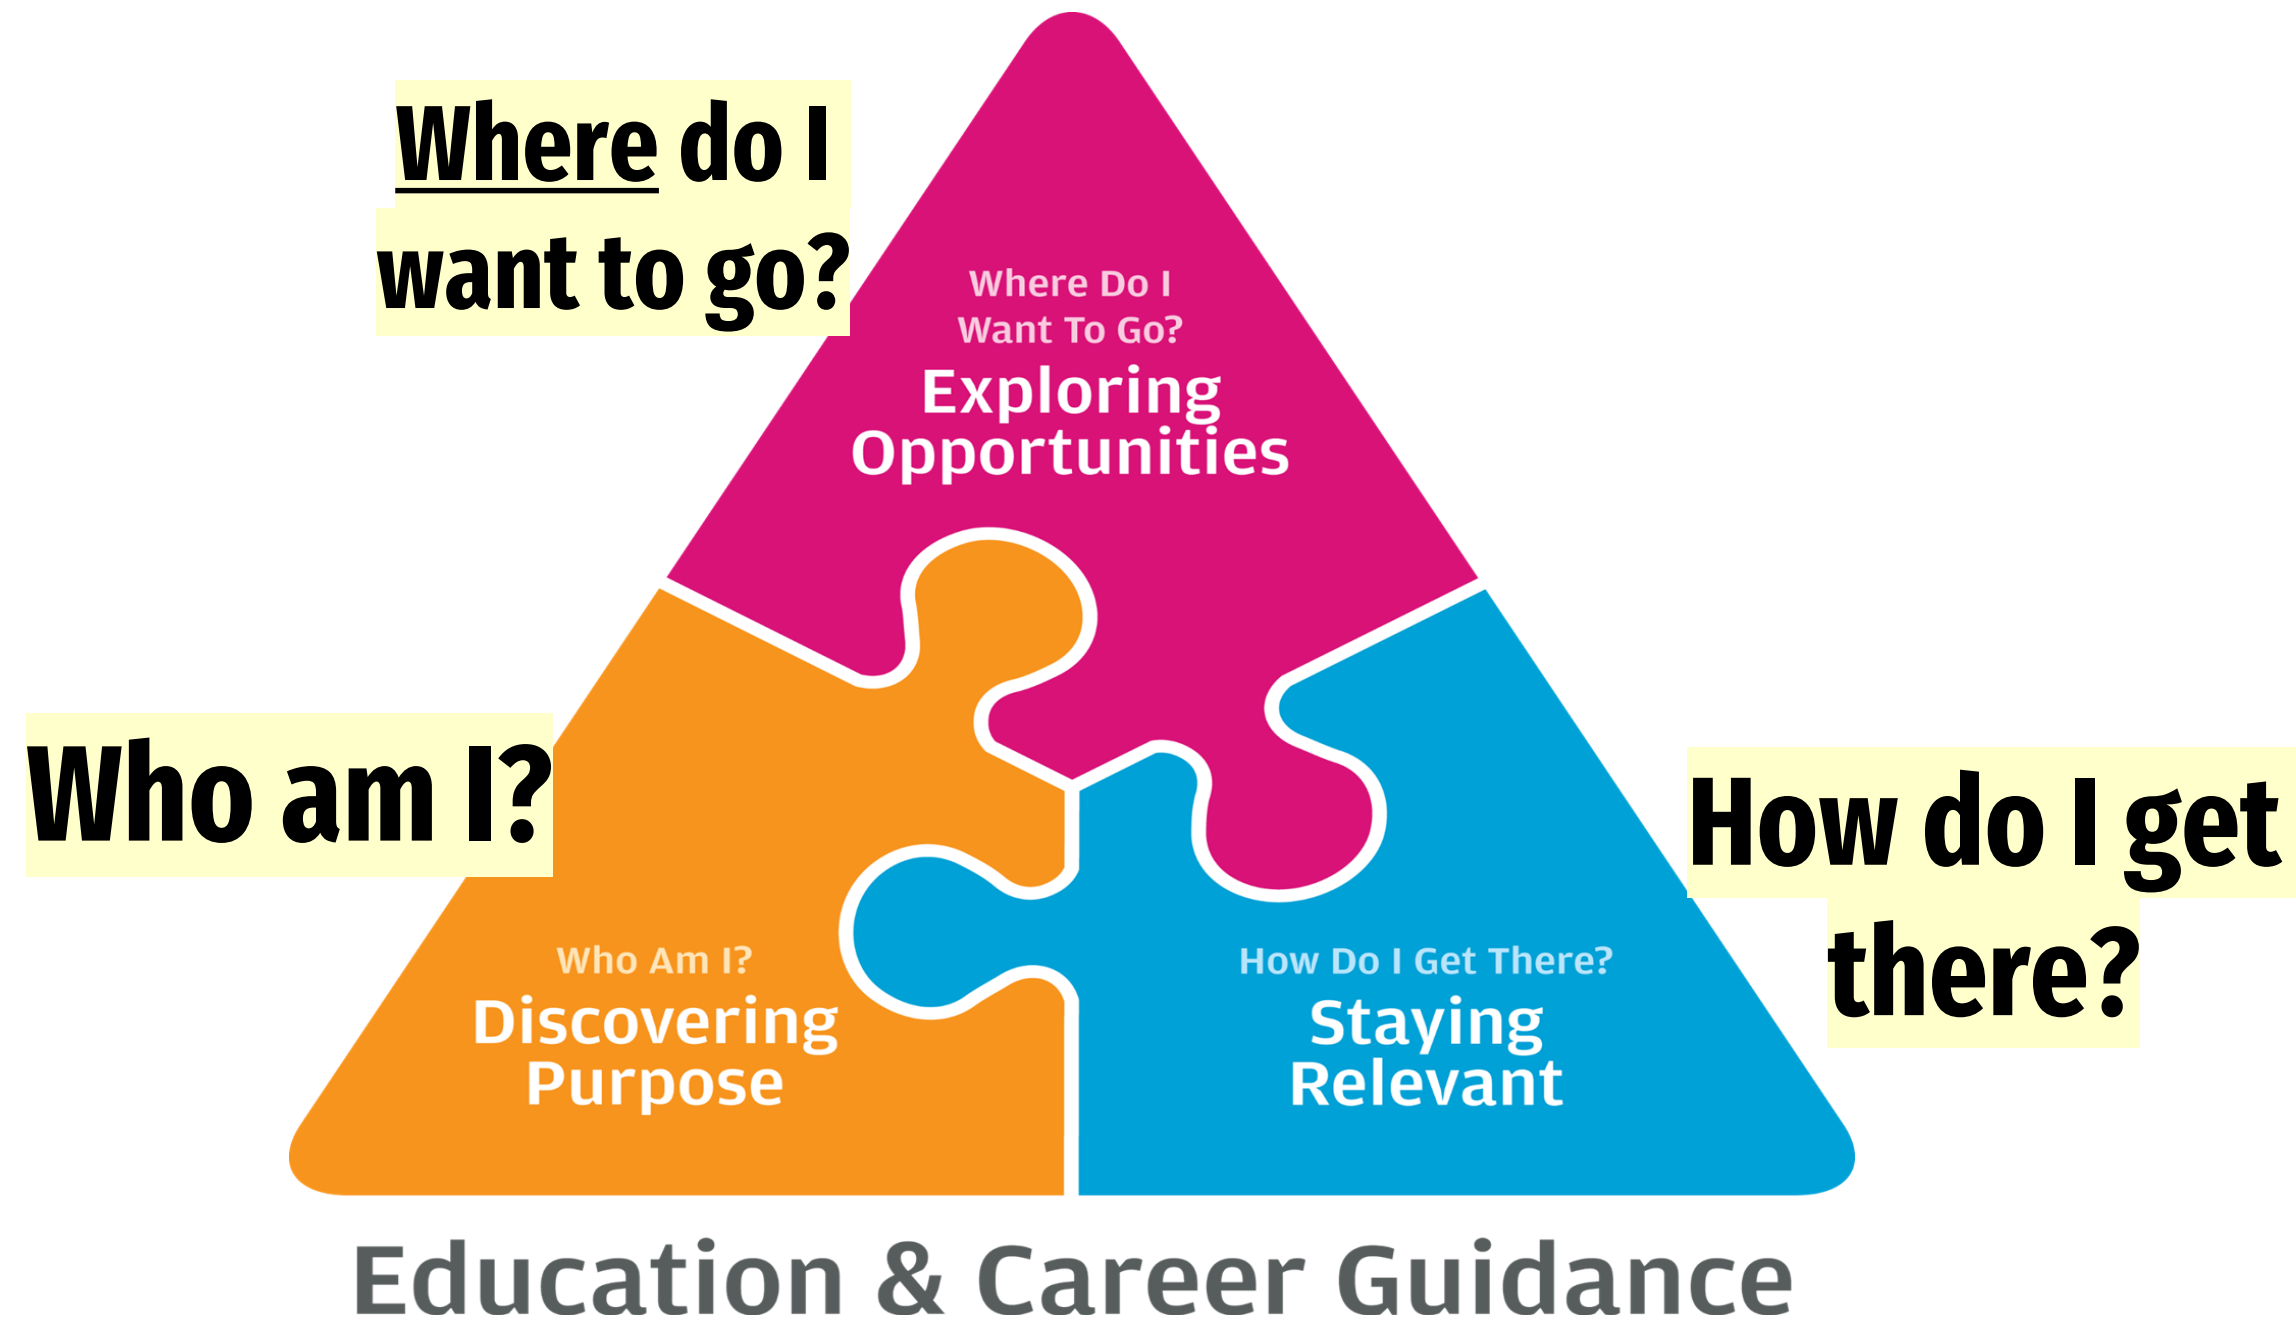 Where do I
want to go?
Where Do I
Want To Go?
Exploring
Opportunities
Who am I?
How do I get
there?
Who Am I?
Discovering
Purpose
How Do I Get There?
Staying
Relevant
Education & Career Guidance